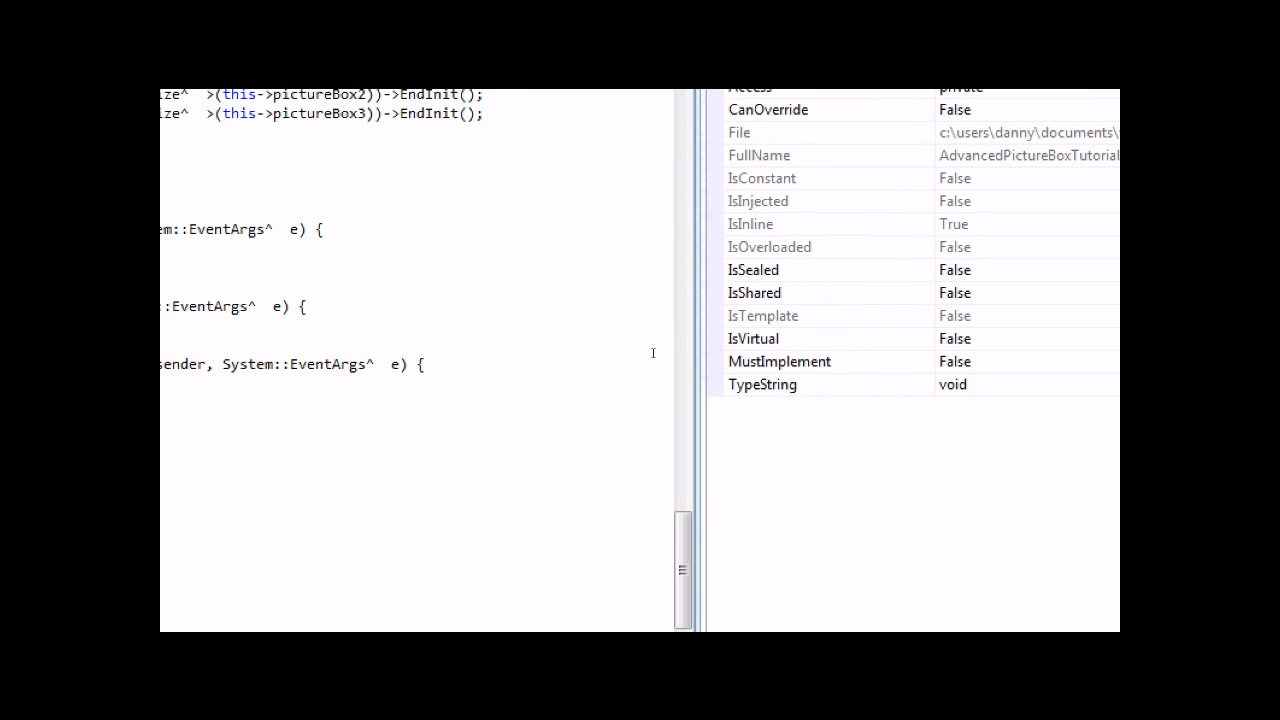 ize^  >(this->pictureBox2))->EndInit();
ize^  >(this->pictureBox3))->EndInit();
em::EventArgs^  e) {
::EventArgs^  e) {
sender, System::EventArgs^  e) {
Access private
CanOverride False
File c:\users\danny\documents\
FullName AdvancedPictureBoxTutorial
IsConstant False
IsInjected False
IsInline True
IsOverloaded False
IsSealed False
IsShared False
IsTemplate False
IsVirtual False
MustImplement False
TypeString void